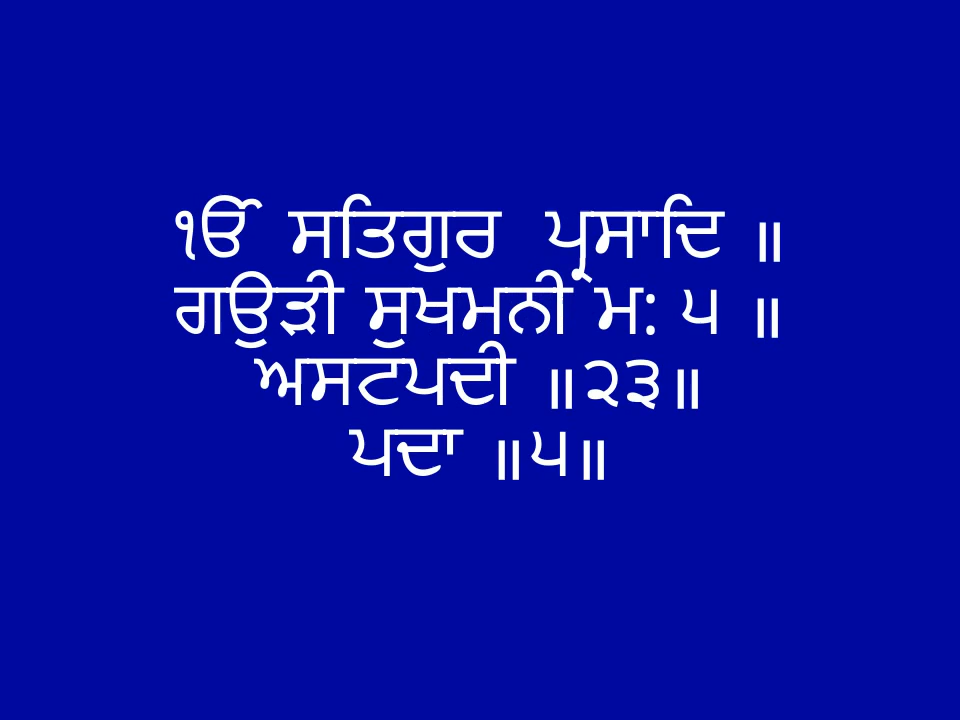 ੴ ਸਤਿਗੁਰ ਪ੍ਰਸਾਦਿ ॥
ਗਉੜੀ ਸੁਖਮਨੀ ਮ: ੫ ॥
ਅਸਟਪਦੀ ॥੨੩॥
ਪਦਾ ॥੫॥